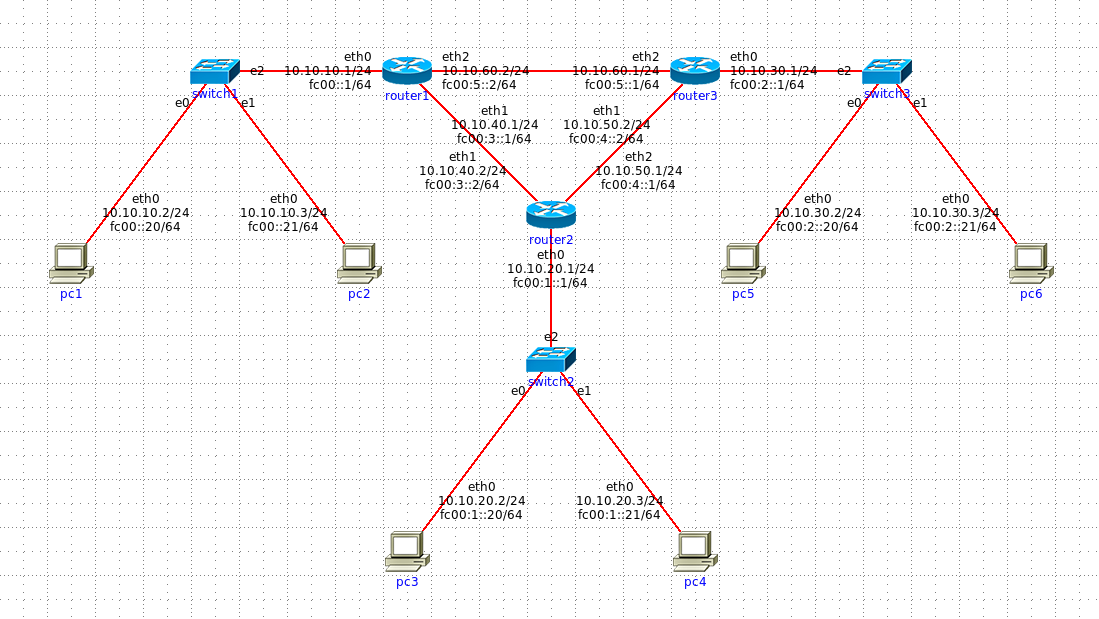 eth0
10.10.10.1/24
fc00::1/64
eth2
10.10.60.2/24
fc00:5::2/64
eth2
10.10.60.1/24
fc00:5::1/64
eth0
10.10.30.1/24
fc00:2::1/64
e2
e2
switch1
router1
router3
switch3
e0
e1
e0
e1
eth1
10.10.40.1/24
fc00:3::1/64
eth1
10.10.50.2/24
fc00:4::2/64
eth1
10.10.40.2/24
fc00:3::2/64
eth2
10.10.50.1/24
fc00:4::1/64
eth0
10.10.10.2/24
fc00::20/64
eth0
10.10.10.3/24
fc00::21/64
eth0
10.10.30.2/24
fc00:2::20/64
eth0
10.10.30.3/24
fc00:2::21/64
router2
eth0
10.10.20.1/24
fc00:1::1/64
pc1
pc2
pc5
pc6
e2
switch2
e0
e1
eth0
10.10.20.2/24
fc00:1::20/64
eth0
10.10.20.3/24
fc00:1::21/64
pc3
pc4